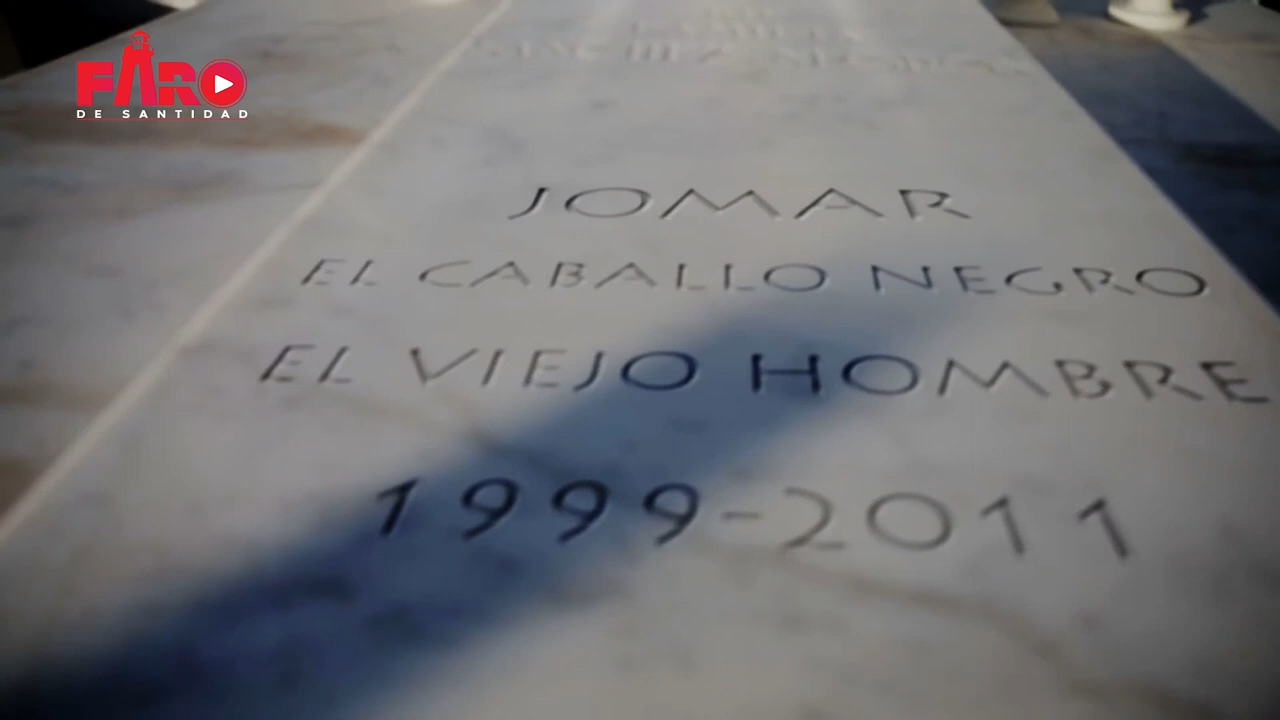 FARO
DE SANTIDAD
JOMAR
EL CABALLO NEGRO
EL VIEJO HOMBRE
1999-2011